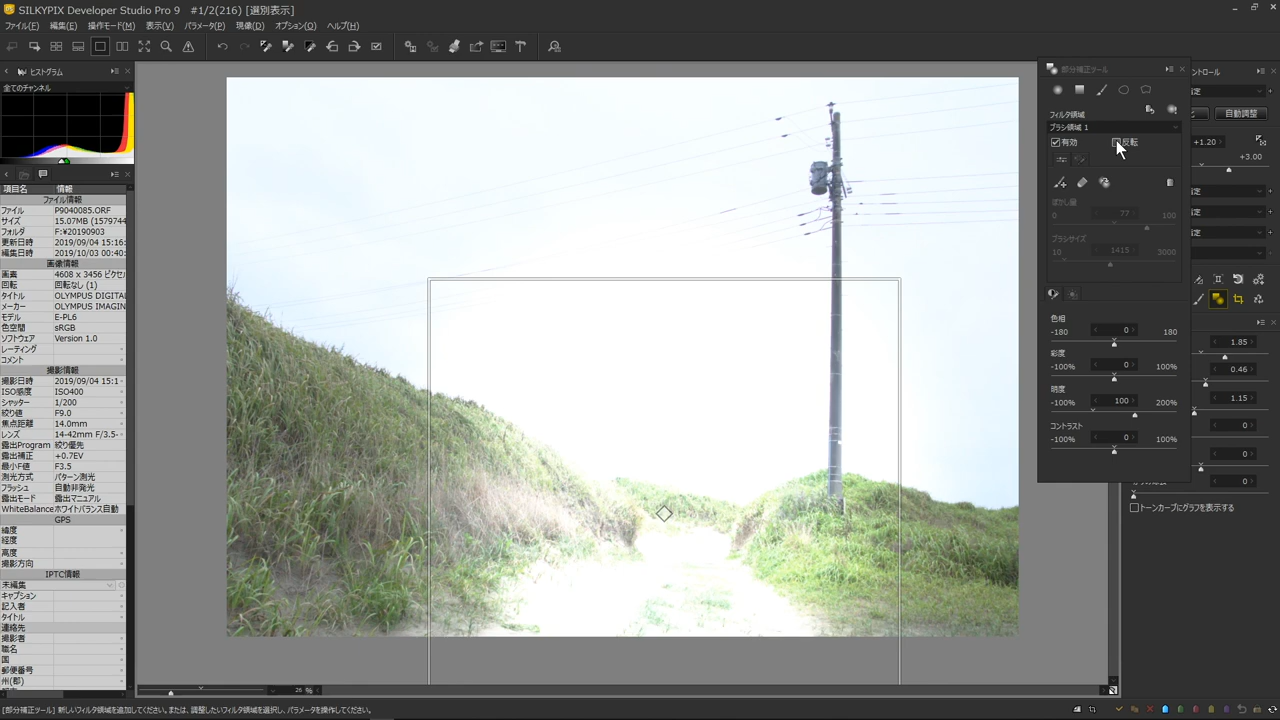 SILKYPIX Developer Studio Pro 9   #1/2(216) [選別表示]
ファイル(F) 編集(E) 操作モード(M) 表示(V) パラメータ(P) 現像(D) オプション(O) ヘルプ(H)
ヒストグラム
全てのチャンネル
項目名 情報
ファイル情報
ファイル P9040085.ORF
サイズ 15.07MB (1579744
フォルダ F:¥20190903
更新日時 2019/09/04 15:16:
編集日時 2019/10/03 00:40:
画像情報
画素 4608 x 3456 ピクセ
回転 回転なし (1)
タイトル OLYMPUS DIGITAL
メーカー OLYMPUS IMAGIN
モデル E-PL6
色空間 sRGB
ソフトウェア Version 1.0
レーティング
コメント
撮影情報
撮影日時 2019/09/04 15:1
ISO感度 ISO400
シャッター 1/200
絞り値 F9.0
焦点距離 14.0mm
レンズ 14-42mm F/3.5-
露出Program 絞り優先
露出補正 +0.7EV
最小F値 F3.5
測光方式 パターン測光
フラッシュ 自動非発光
露出モード 露出マニュアル
WhiteBalance ホワイトバランス自動
GPS
緯度
経度
高度
撮影方向
IPTC情報
未編集
キャプション
記入者
タイトル
連絡先
撮影者
職名
国
郵便番号
州(都)
26 %
部分補正ツール
フィルタ領域
ブラシ領域 1
有効 反転
ぼかし量
0 77 100
ブラシサイズ
10 1415 3000
色相
-180 0 180
彩度
-100% 0 100%
明度
-100% 100 200%
コントラスト
-100% 0 100%
ントロール
定
自動調整
+1.20
+3.00
定
定
定
1.85
0.46
1.15
0
0
0
トーンカーブにグラフを表示する
[部分補正ツール] 新しいフィルタ領域を追加してください。または、調整したいフィルタ領域を選択し、パラメータを操作してください。